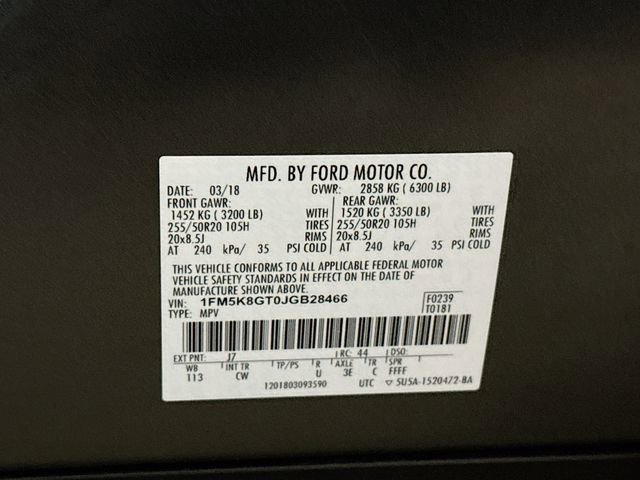 MFD. BY FORD MOTOR CO.
DATE: 03/18 GVWR: 2858 KG ( 6300 LB)
FRONT GAWR: REAR GAWR:
1452 KG ( 3200 LB) WITH 1520 KG ( 3350 LB) WITH
255/50R20 105H TIRES 255/50R20 105H TIRES
20x8.5J RIMS 20x8.5J RIMS
AT 240 kPa/ 35 PSI COLD AT 240 kPa/ 35 PSI COLD
THIS VEHICLE CONFORMS TO ALL APPLICABLE FEDERAL MOTOR
VEHICLE SAFETY STANDARDS IN EFFECT ON THE DATE OF
MANUFACTURE SHOWN ABOVE.
VIN: 1FM5K8GT0JGB28466 F0239
TYPE: MPV T0181
EXT PNT: J7 RC: 44 DSO:
WB INT TR TP/PS R AXLE TR SPR
113 CW U 3E C FFFF
1201803093590 UTC ▽ 5U5A-1520472-BA